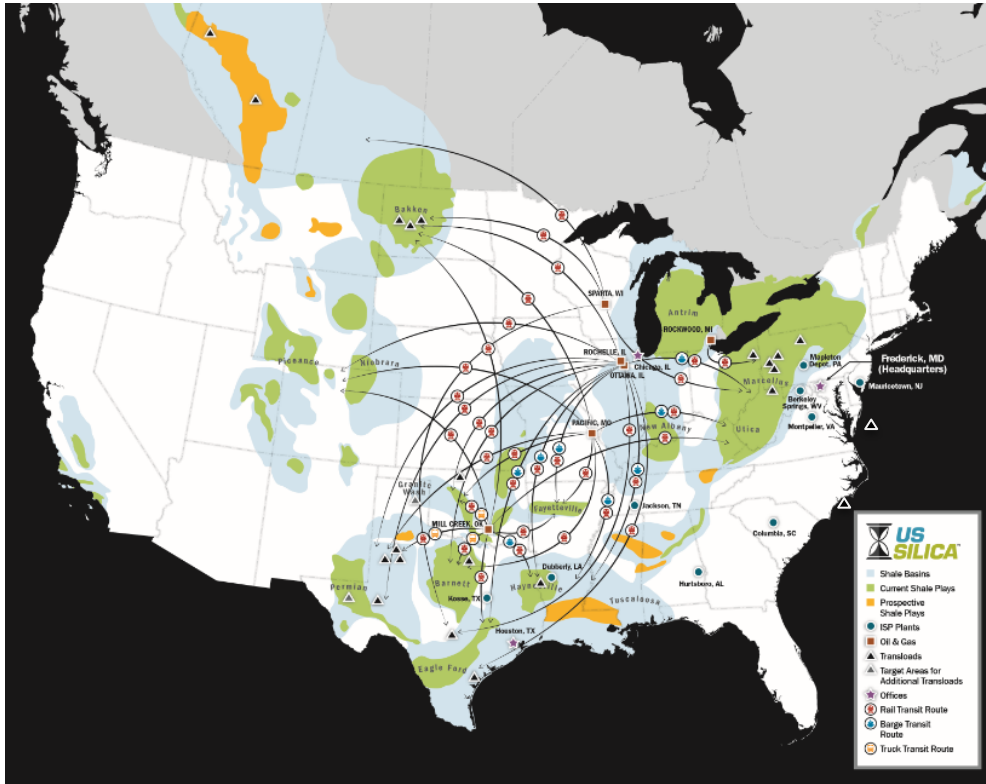 Bakken
SPARTA, WI
Antrim
ROCKWOOD, MI
ROCHELLE, IL
Chicago, IL
OTTAWA, IL
Piceance
Niobrara
Mapleton
Depot, PA
Frederick, MD
(Headquarters)
Marcellus
Mauricetown, NJ
Berkeley
Springs, WV
Montpelier, VA
PACIFIC, MO
New Albany
Utica
Granite
Wash
Fayetteville
Jackson, TN
MILL CREEK, OK
Columbia, SC
Dubberly, LA
Hurtsboro, AL
Permian
Barnett
Haynesville
Kosse, TX
Tuscaloosa
Houston, TX
Eagle Ford
US
SILICA
Shale Basins
Current Shale Plays
Prospective
Shale Plays
ISP Plants
Oil & Gas
Transloads
Target Areas for
Additional Transloads
Offices
Rail Transit Route
Barge Transit
Route
Truck Transit Route